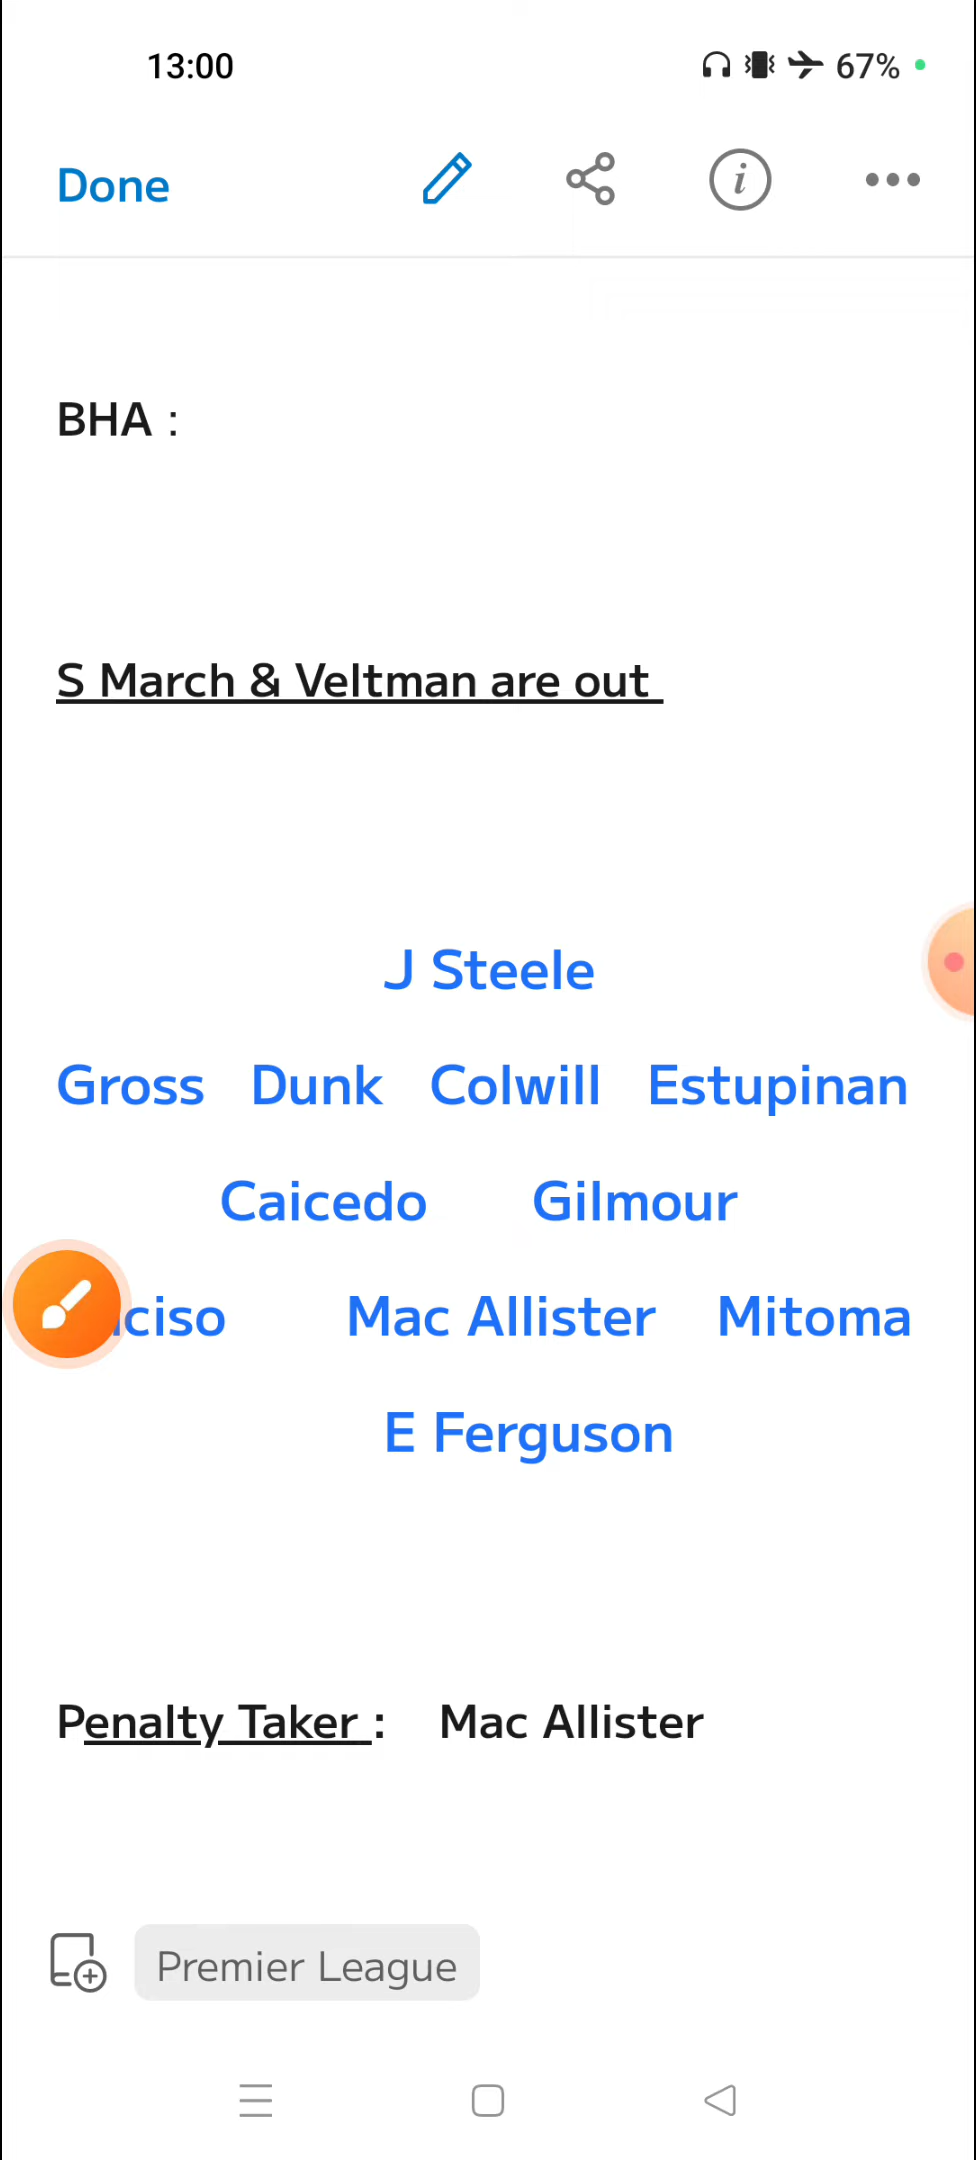 13:00 67%
Done
BHA :
S March & Veltman are out
J Steele
Gross Dunk Colwill Estupinan
Caicedo Gilmour
Mac Allister Mitoma
E Ferguson
Penalty Taker : Mac Allister
Premier League